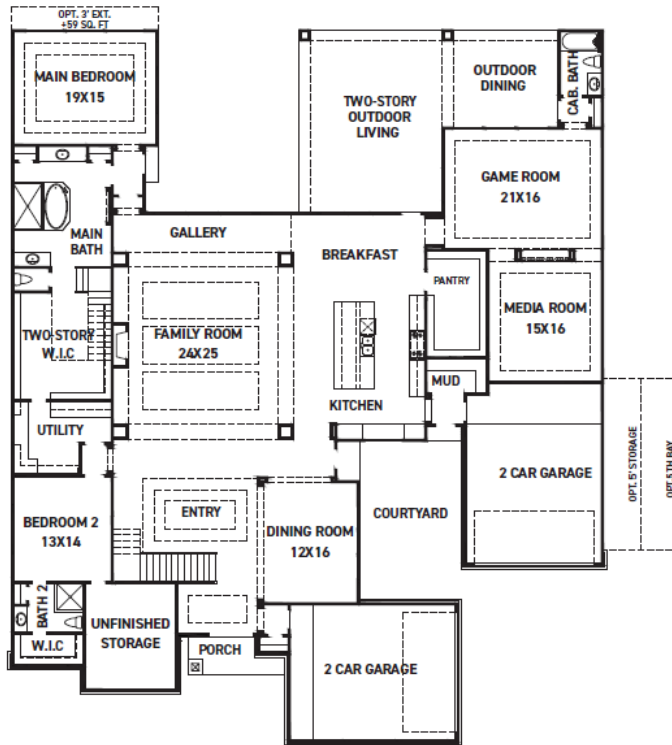 OPT. 3' EXT.
+59 SQ. FT
MAIN BEDROOM
19X15
TWO-STORY
OUTDOOR
LIVING
OUTDOOR
DINING
CAB. BATH
GAME ROOM
21X16
MAIN
BATH
GALLERY
BREAKFAST
PANTRY
MEDIA ROOM
15X16
TWO-STORY
W.I.C
FAMILY ROOM
24X25
MUD
KITCHEN
UTILITY
OPT. 5' STORAGE
OPT. 5TH BAY
2 CAR GARAGE
BEDROOM 2
13X14
ENTRY
DINING ROOM
12X16
COURTYARD
BATH 2
W.I.C
UNFINISHED
STORAGE
PORCH
2 CAR GARAGE